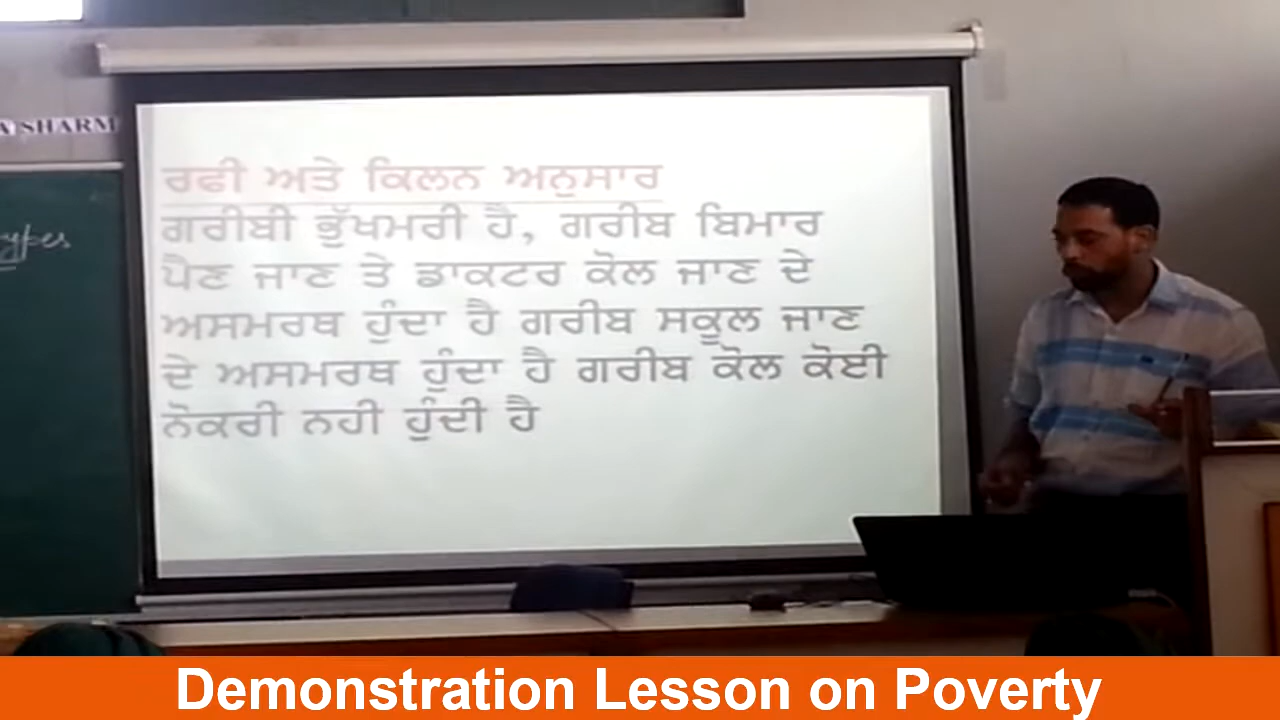 A SHARM
ਰਫੀ ਅਤੇ ਕਿਲਨ ਅਨੁਸਾਰ
ਗਰੀਬੀ ਭੁੱਖਮਰੀ ਹੈ, ਗਰੀਬ ਬਿਮਾਰ
ਪੈਣ ਜਾਣ ਤੇ ਡਾਕਟਰ ਕੋਲ ਜਾਣ ਦੇ
ਅਸਮਰਥ ਹੁੰਦਾ ਹੈ ਗਰੀਬ ਸਕੂਲ ਜਾਣ
ਦੇ ਅਸਮਰਥ ਹੁੰਦਾ ਹੈ ਗਰੀਬ ਕੋਲ ਕੋਈ
ਨੋਕਰੀ ਨਹੀ ਹੁੰਦੀ ਹੈ
Demonstration Lesson on Poverty